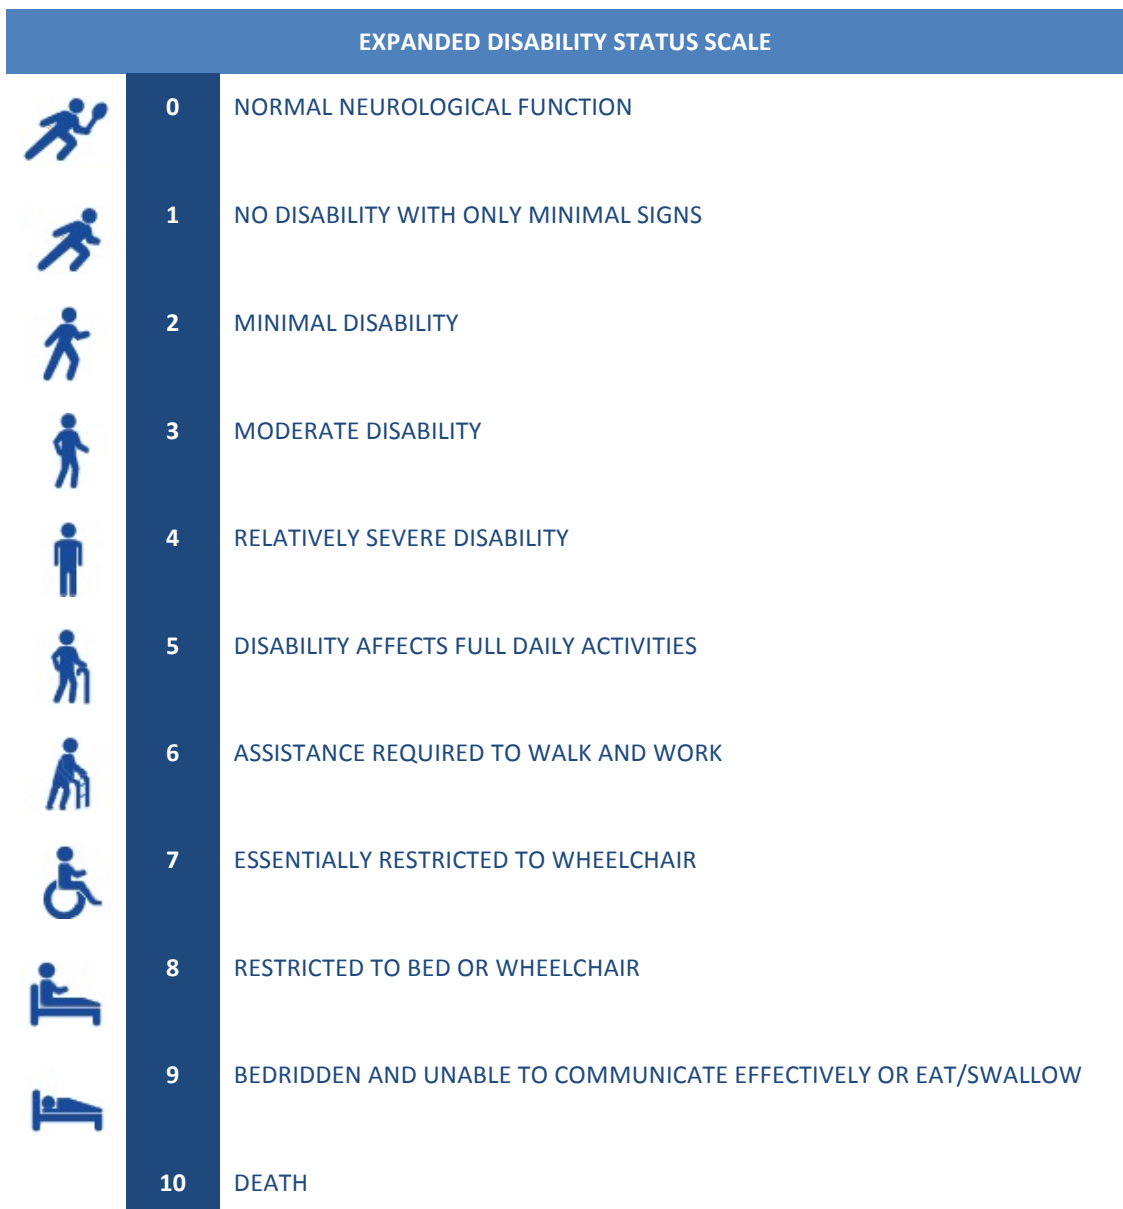 EXPANDED DISABILITY STATUS SCALE
0 NORMAL NEUROLOGICAL FUNCTION
1 NO DISABILITY WITH ONLY MINIMAL SIGNS
2 MINIMAL DISABILITY
3 MODERATE DISABILITY
4 RELATIVELY SEVERE DISABILITY
5 DISABILITY AFFECTS FULL DAILY ACTIVITIES
6 ASSISTANCE REQUIRED TO WALK AND WORK
7 ESSENTIALLY RESTRICTED TO WHEELCHAIR
8 RESTRICTED TO BED OR WHEELCHAIR
9 BEDRIDDEN AND UNABLE TO COMMUNICATE EFFECTIVELY OR EAT/SWALLOW
10 DEATH